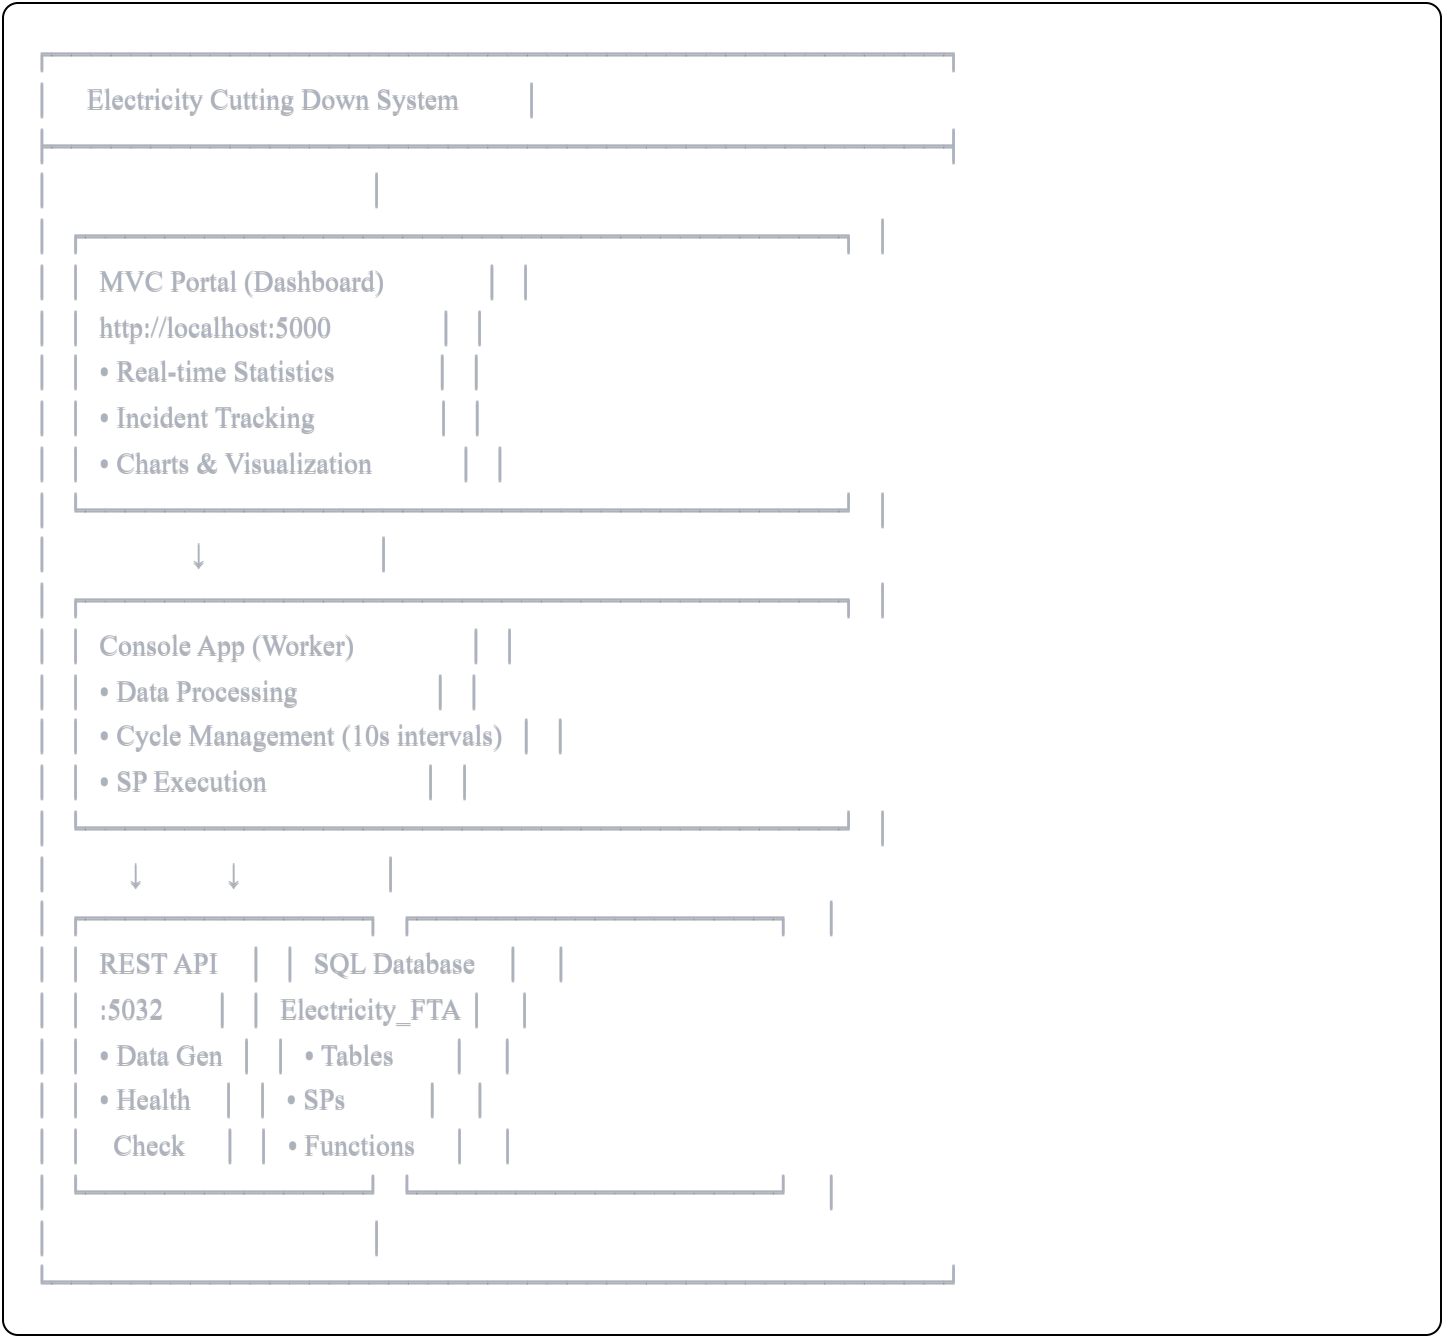 Electricity Cutting Down System
MVC Portal (Dashboard)
http://localhost:5000
• Real-time Statistics
• Incident Tracking
• Charts & Visualization
↓
Console App (Worker)
• Data Processing
• Cycle Management (10s intervals)
• SP Execution
↓ ↓
REST API SQL Database
:5032 Electricity_FTA
• Data Gen • Tables
• Health • SPs
Check • Functions